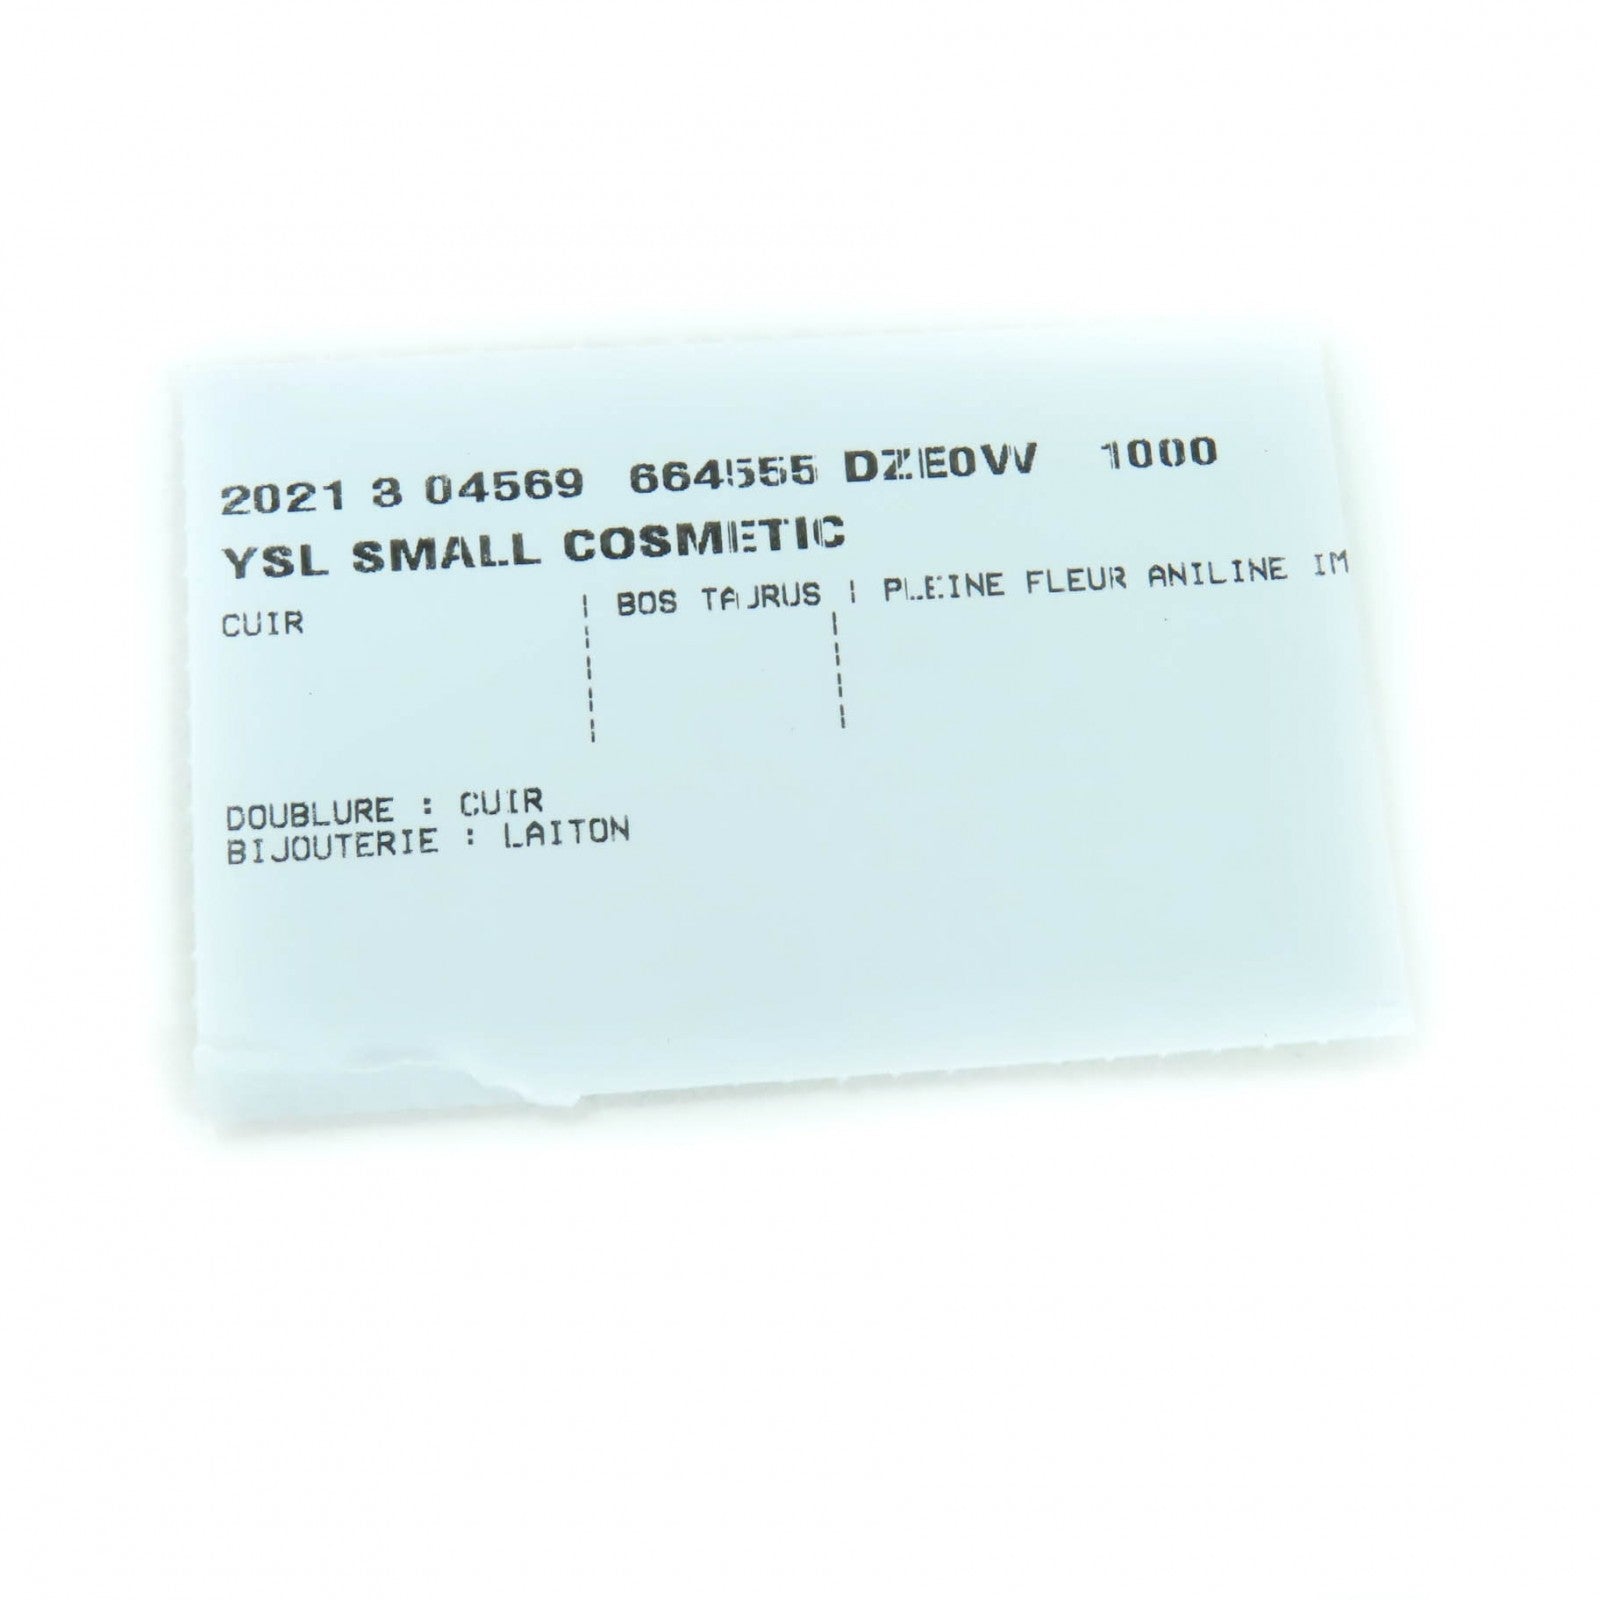 2021 3 04569 664555 DZE0W 1000
YSL SMALL COSMETIC
CUIR | BOS TAURUS | PLEINE FLEUR ANILINE IM
DOUBLURE : CUIR
BIJOUTERIE : LAITON